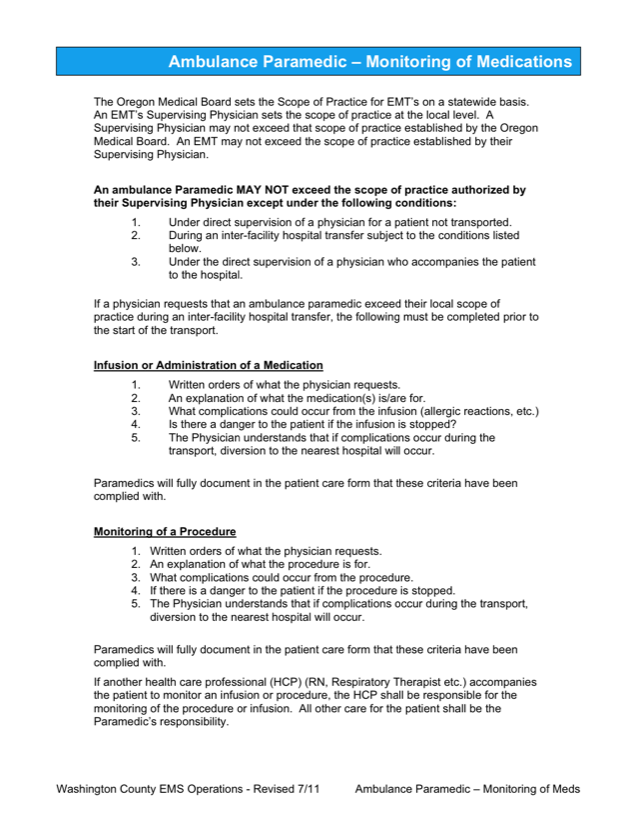 Ambulance Paramedic – Monitoring of Medications
The Oregon Medical Board sets the Scope of Practice for EMT's on a statewide basis.
An EMT's Supervising Physician sets the scope of practice at the local level.  A
Supervising Physician may not exceed that scope of practice established by the Oregon
Medical Board.  An EMT may not exceed the scope of practice established by their
Supervising Physician.
An ambulance Paramedic MAY NOT exceed the scope of practice authorized by
their Supervising Physician except under the following conditions:
1. Under direct supervision of a physician for a patient not transported.
2. During an inter-facility hospital transfer subject to the conditions listed
below.
3. Under the direct supervision of a physician who accompanies the patient
to the hospital.
If a physician requests that an ambulance paramedic exceed their local scope of
practice during an inter-facility hospital transfer, the following must be completed prior to
the start of the transport.
Infusion or Administration of a Medication
1. Written orders of what the physician requests.
2. An explanation of what the medication(s) is/are for.
3. What complications could occur from the infusion (allergic reactions, etc.)
4. Is there a danger to the patient if the infusion is stopped?
5. The Physician understands that if complications occur during the
transport, diversion to the nearest hospital will occur.
Paramedics will fully document in the patient care form that these criteria have been
complied with.
Monitoring of a Procedure
1. Written orders of what the physician requests.
2. An explanation of what the procedure is for.
3. What complications could occur from the procedure.
4. If there is a danger to the patient if the procedure is stopped.
5. The Physician understands that if complications occur during the transport,
diversion to the nearest hospital will occur.
Paramedics will fully document in the patient care form that these criteria have been
complied with.
If another health care professional (HCP) (RN, Respiratory Therapist etc.) accompanies
the patient to monitor an infusion or procedure, the HCP shall be responsible for the
monitoring of the procedure or infusion.  All other care for the patient shall be the
Paramedic's responsibility.
Washington County EMS Operations - Revised 7/11 Ambulance Paramedic – Monitoring of Meds